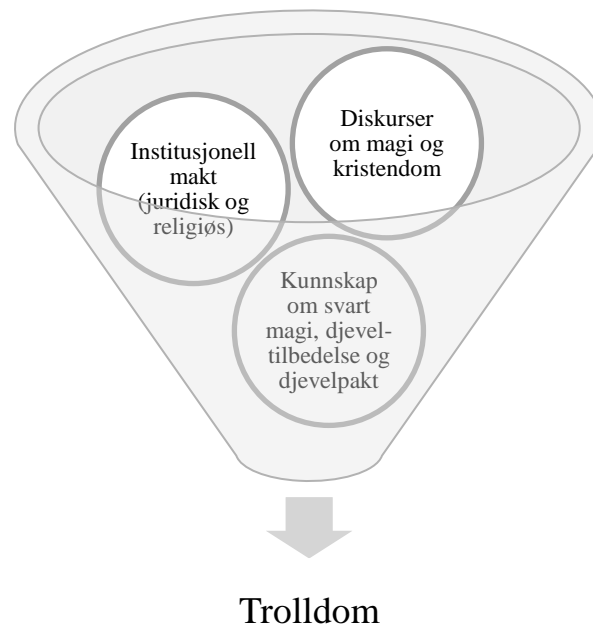 Diskurser
om magi og
kristendom
Institusjonell
makt
(juridisk og
religiøs)
Kunnskap
om svart
magi, djevel-
tilbedelse og
djevelpakt
Trolldom